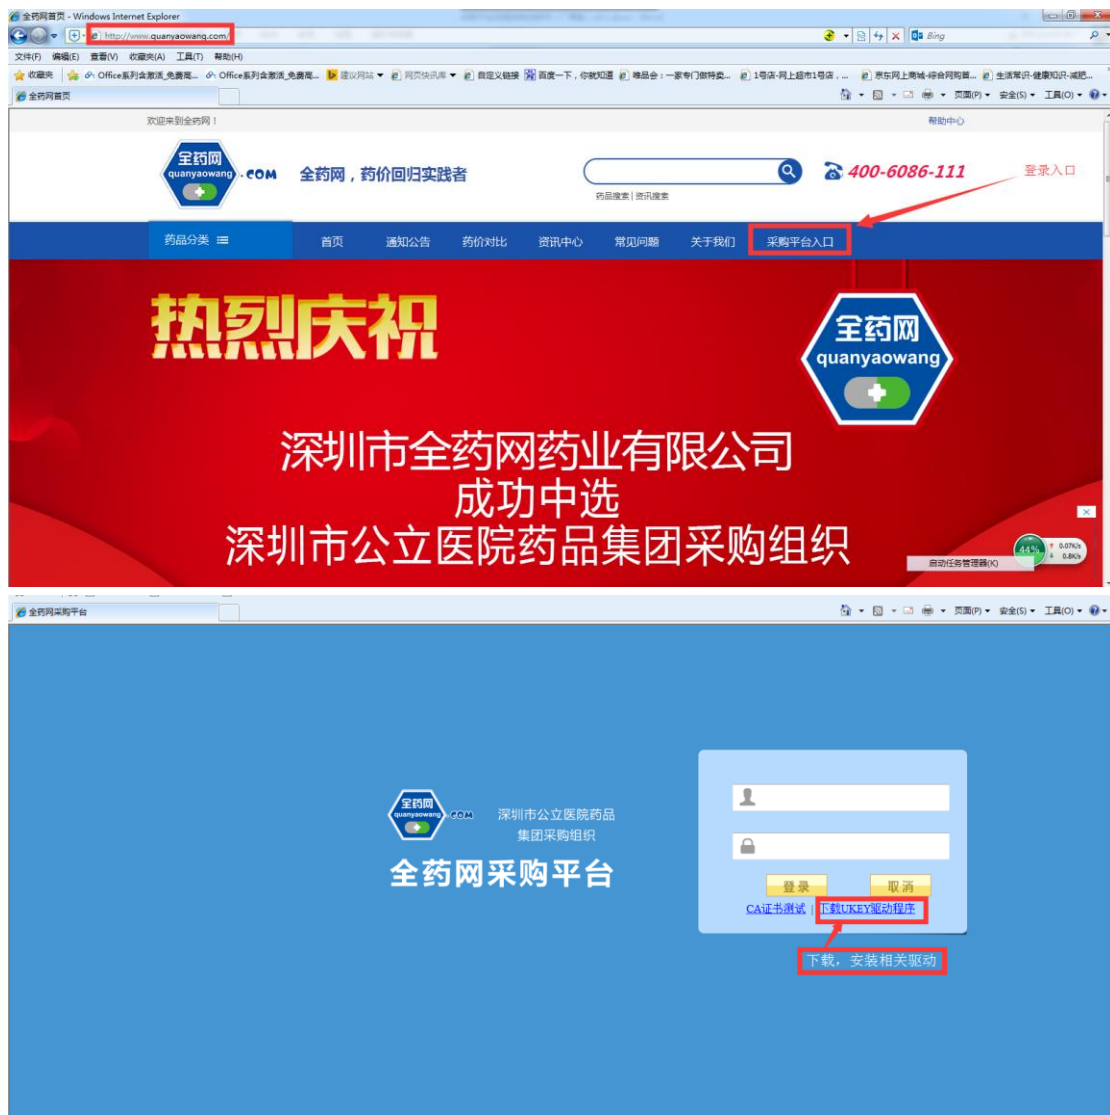 全药网首页 - Windows Internet Explorer
http://www.quanyaowang.com/
Bing
文件(F) 编辑(E) 查看(V) 收藏夹(A) 工具(T) 帮助(H)
收藏夹 Office系列盒激活_免费高... Office系列盒激活_免费高... 建议网站 网页快讯库 自定义链接 百度一下，你就知道 唯品会：一家专门做特卖... 1号店-网上超市1号店，... 京东网上商城-综合网购首... 生活常识-健康知识-减肥...
全药网首页
页面(P) 安全(S) 工具(O)
欢迎来到全药网！ 帮助中心
全药网
quanyaowang
.COM
全药网，药价回归实践者
400-6086-111
登录入口
药品搜索 | 资讯搜索
药品分类 首页 通知公告 药价对比 资讯中心 常见问题 关于我们 采购平台入口
热烈庆祝
全药网
quanyaowang
深圳市全药网药业有限公司
成功中选
深圳市公立医院药品集团采购组织
44% 0.07K/s
0.8K/s
启动任务管理器(K)
全药网采购平台
页面(P) 安全(S) 工具(O)
全药网
quanyaowang
.COM
深圳市公立医院药品
集团采购组织
全药网采购平台
登录 取消
CA证书测试 | 下载UKEY驱动程序
下载，安装相关驱动